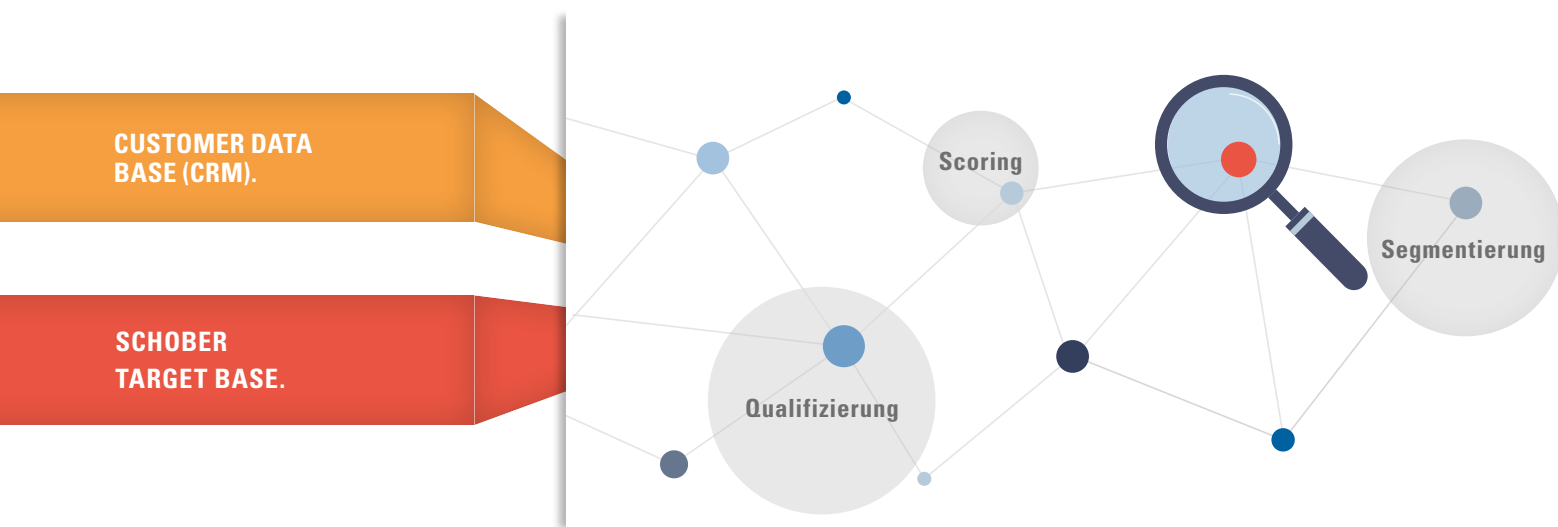 CUSTOMER DATA
BASE (CRM).
SCHOBER
TARGET BASE.
Scoring
Qualifizierung
Segmentierung